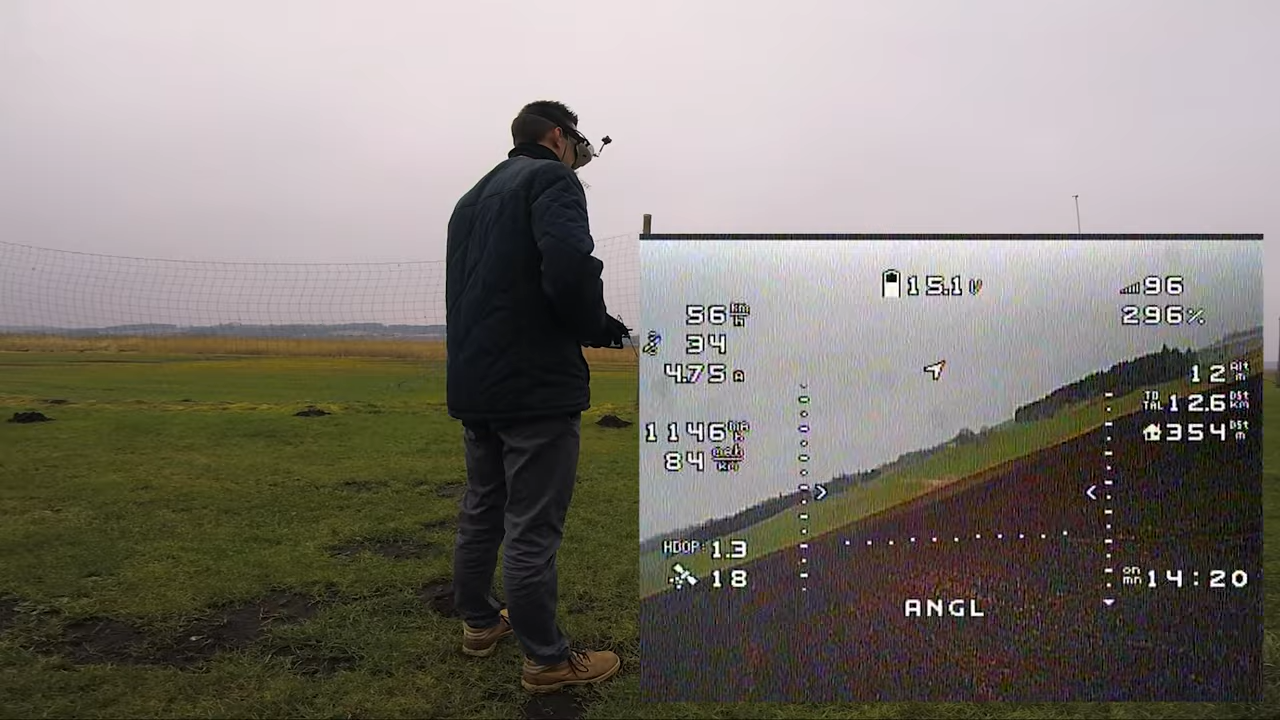 15.1V
96
296%
56 km/h
34
4.75 A
12 Alt m
TO TAL 12.6 Dst km
354 Dst m
1146 mA h
84 mah/km
HDOP: 1.3
18
on mn 14:20
ANGL